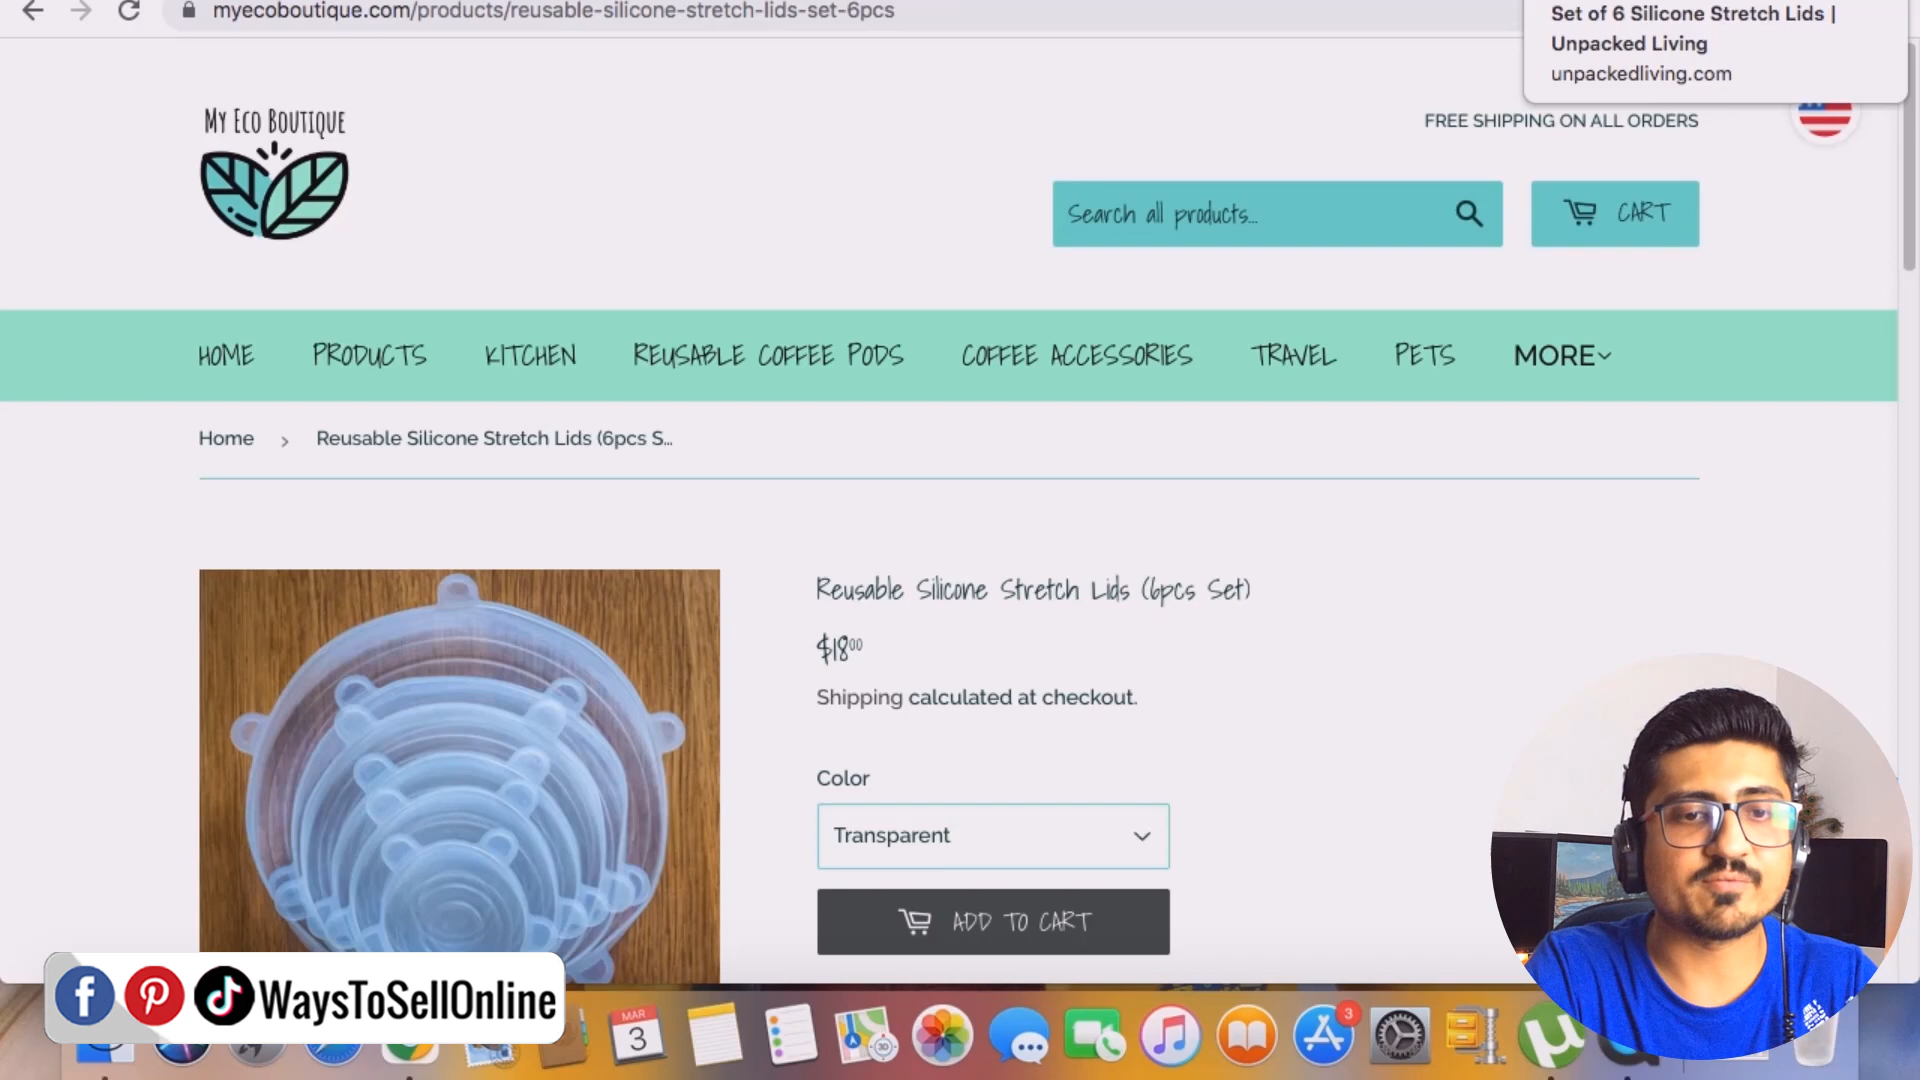 myecoboutique.com/products/reusable-silicone-stretch-lids-set-6pcs
Set of 6 Silicone Stretch Lids |
Unpacked Living
unpackedliving.com
MY ECO BOUTIQUE
FREE SHIPPING ON ALL ORDERS
Search all products...
CART
HOME PRODUCTS KITCHEN REUSABLE COFFEE PODS COFFEE ACCESSORIES TRAVEL PETS MORE
Home > Reusable Silicone Stretch Lids (6pcs S...
Reusable Silicone Stretch Lids (6pcs Set)
$18.00
Shipping calculated at checkout.
Color
Transparent
ADD TO CART
WaysToSellOnline
MAR
3
3D
3